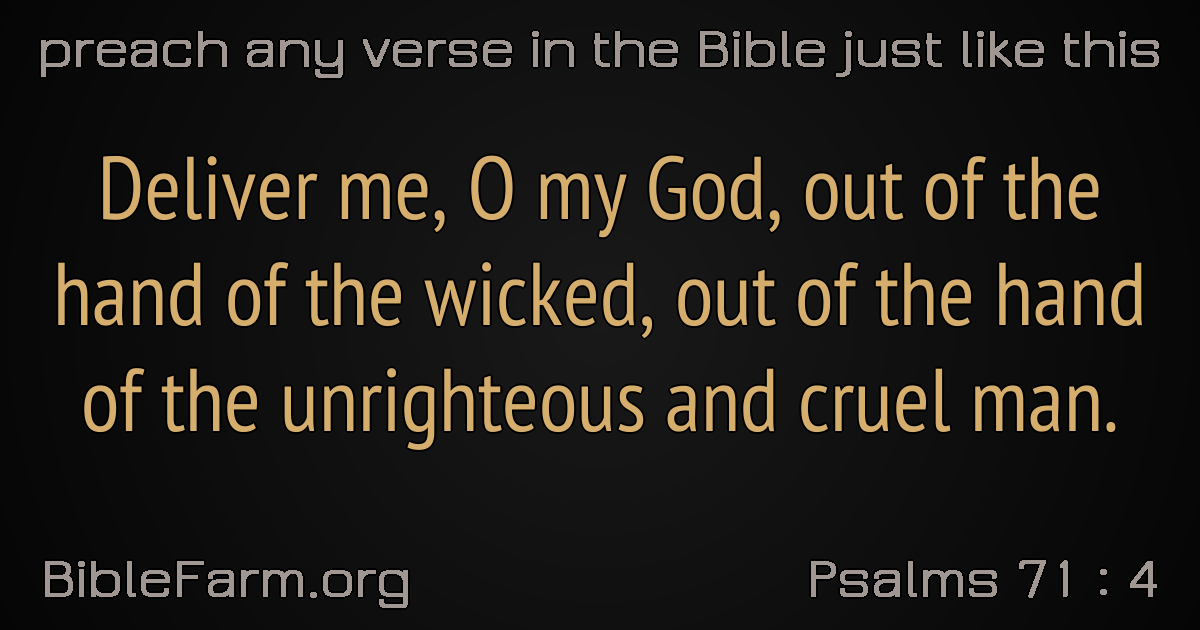 preach any verse in the Bible just like this
Deliver me, O my God, out of the
hand of the wicked, out of the hand
of the unrighteous and cruel man.
BibleFarm.org
Psalms 71 : 4